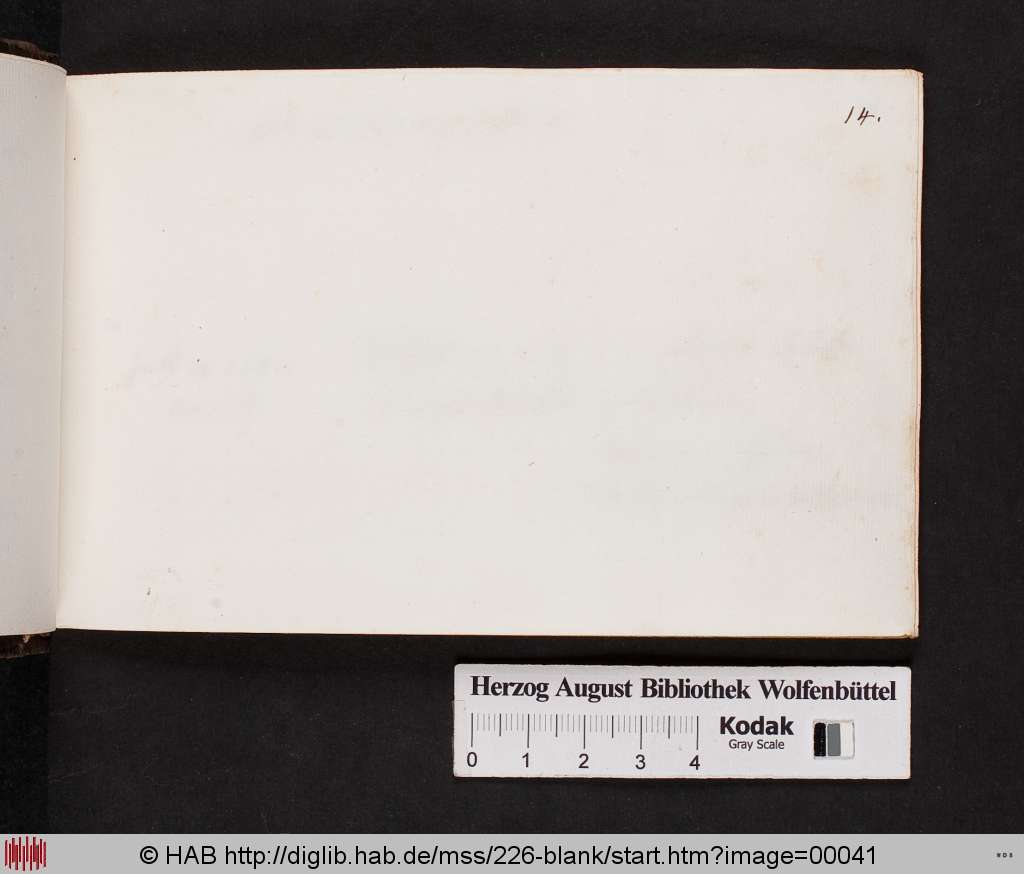 14.
Herzog August Bibliothek Wolfenbüttel
Kodak
Gray Scale
0 1 2 3 4
© HAB http://diglib.hab.de/mss/226-blank/start.htm?image=00041
WDB